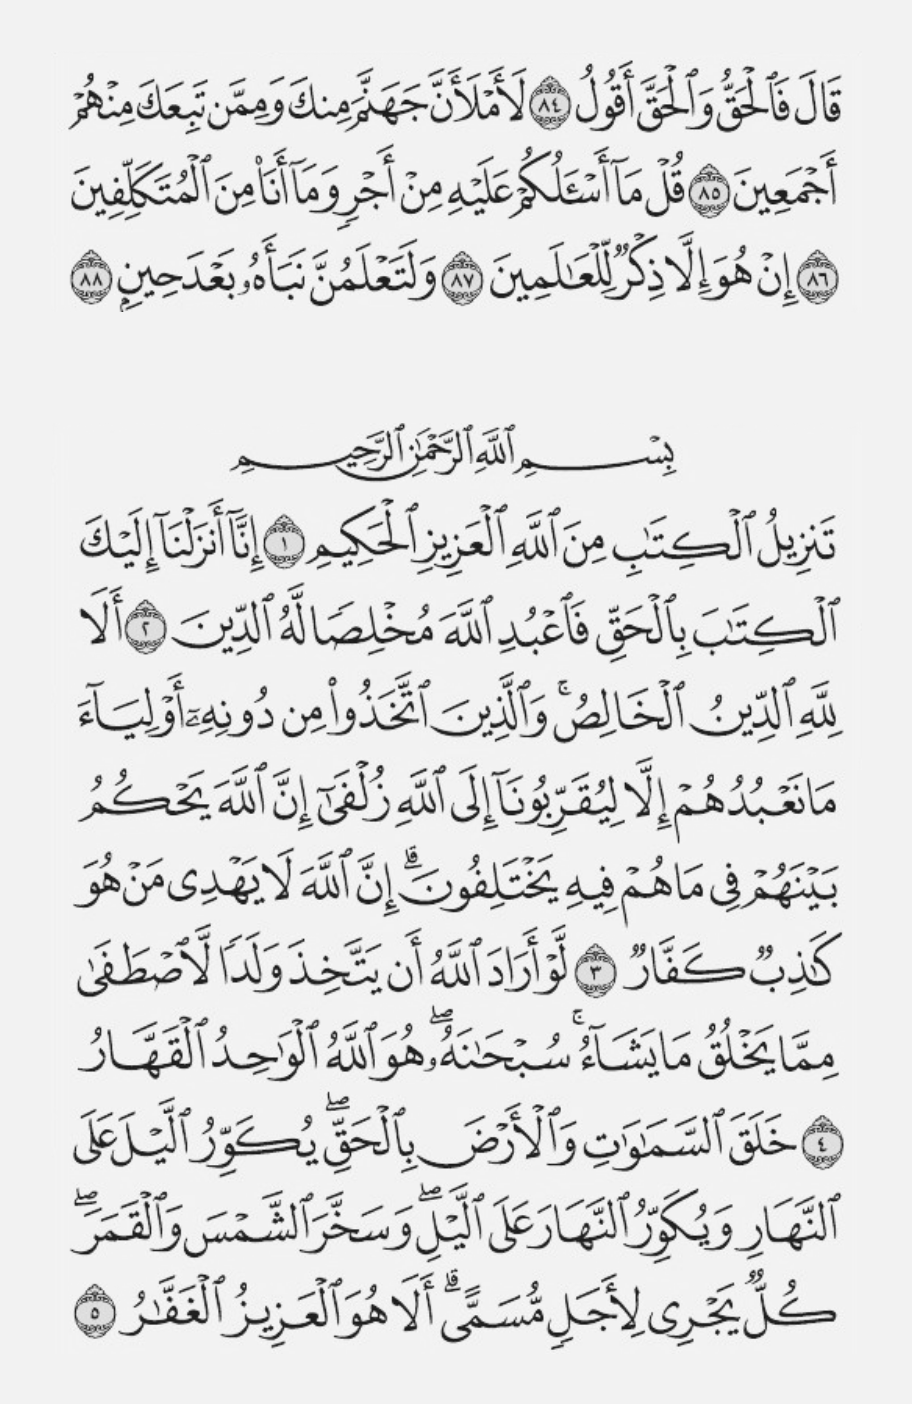 قَالَ فَٱلْحَقُّ وَٱلْحَقَّ أَقُولُ ٨٤ لَأَمْلَأَنَّ جَهَنَّمَ مِنكَ وَمِمَّن تَبِعَكَ مِنْهُمْ
أَجْمَعِينَ ٨٥ قُلْ مَآ أَسْـَٔلُكُمْ عَلَيْهِ مِنْ أَجْرٍ وَمَآ أَنَا۠ مِنَ ٱلْمُتَكَلِّفِينَ
٨٦ إِنْ هُوَ إِلَّا ذِكْرٌ لِّلْعَـٰلَمِينَ ٨٧ وَلَتَعْلَمُنَّ نَبَأَهُۥ بَعْدَ حِينٍۭ ٨٨
بِسْمِ ٱللَّهِ ٱلرَّحْمَـٰنِ ٱلرَّحِيمِ
تَنزِيلُ ٱلْكِتَـٰبِ مِنَ ٱللَّهِ ٱلْعَزِيزِ ٱلْحَكِيمِ ١ إِنَّآ أَنزَلْنَآ إِلَيْكَ
ٱلْكِتَـٰبَ بِٱلْحَقِّ فَٱعْبُدِ ٱللَّهَ مُخْلِصًا لَّهُ ٱلدِّينَ ٢ أَلَا
لِلَّهِ ٱلدِّينُ ٱلْخَالِصُ ۚ وَٱلَّذِينَ ٱتَّخَذُوا۟ مِن دُونِهِۦٓ أَوْلِيَآءَ
مَا نَعْبُدُهُمْ إِلَّا لِيُقَرِّبُونَآ إِلَى ٱللَّهِ زُلْفَىٰٓ إِنَّ ٱللَّهَ يَحْكُمُ
بَيْنَهُمْ فِى مَا هُمْ فِيهِ يَخْتَلِفُونَ ۗ إِنَّ ٱللَّهَ لَا يَهْدِى مَنْ هُوَ
كَـٰذِبٌ كَفَّارٌ ٣ لَّوْ أَرَادَ ٱللَّهُ أَن يَتَّخِذَ وَلَدًا لَّٱصْطَفَىٰ
مِمَّا يَخْلُقُ مَا يَشَآءُ ۚ سُبْحَـٰنَهُۥ ۖ هُوَ ٱللَّهُ ٱلْوَٰحِدُ ٱلْقَهَّارُ
٤ خَلَقَ ٱلسَّمَـٰوَٰتِ وَٱلْأَرْضَ بِٱلْحَقِّ ۖ يُكَوِّرُ ٱلَّيْلَ عَلَى
ٱلنَّهَارِ وَيُكَوِّرُ ٱلنَّهَارَ عَلَى ٱلَّيْلِ ۖ وَسَخَّرَ ٱلشَّمْسَ وَٱلْقَمَرَ ۖ
كُلٌّ يَجْرِى لِأَجَلٍ مُّسَمًّى ۗ أَلَا هُوَ ٱلْعَزِيزُ ٱلْغَفَّـٰرُ ٥